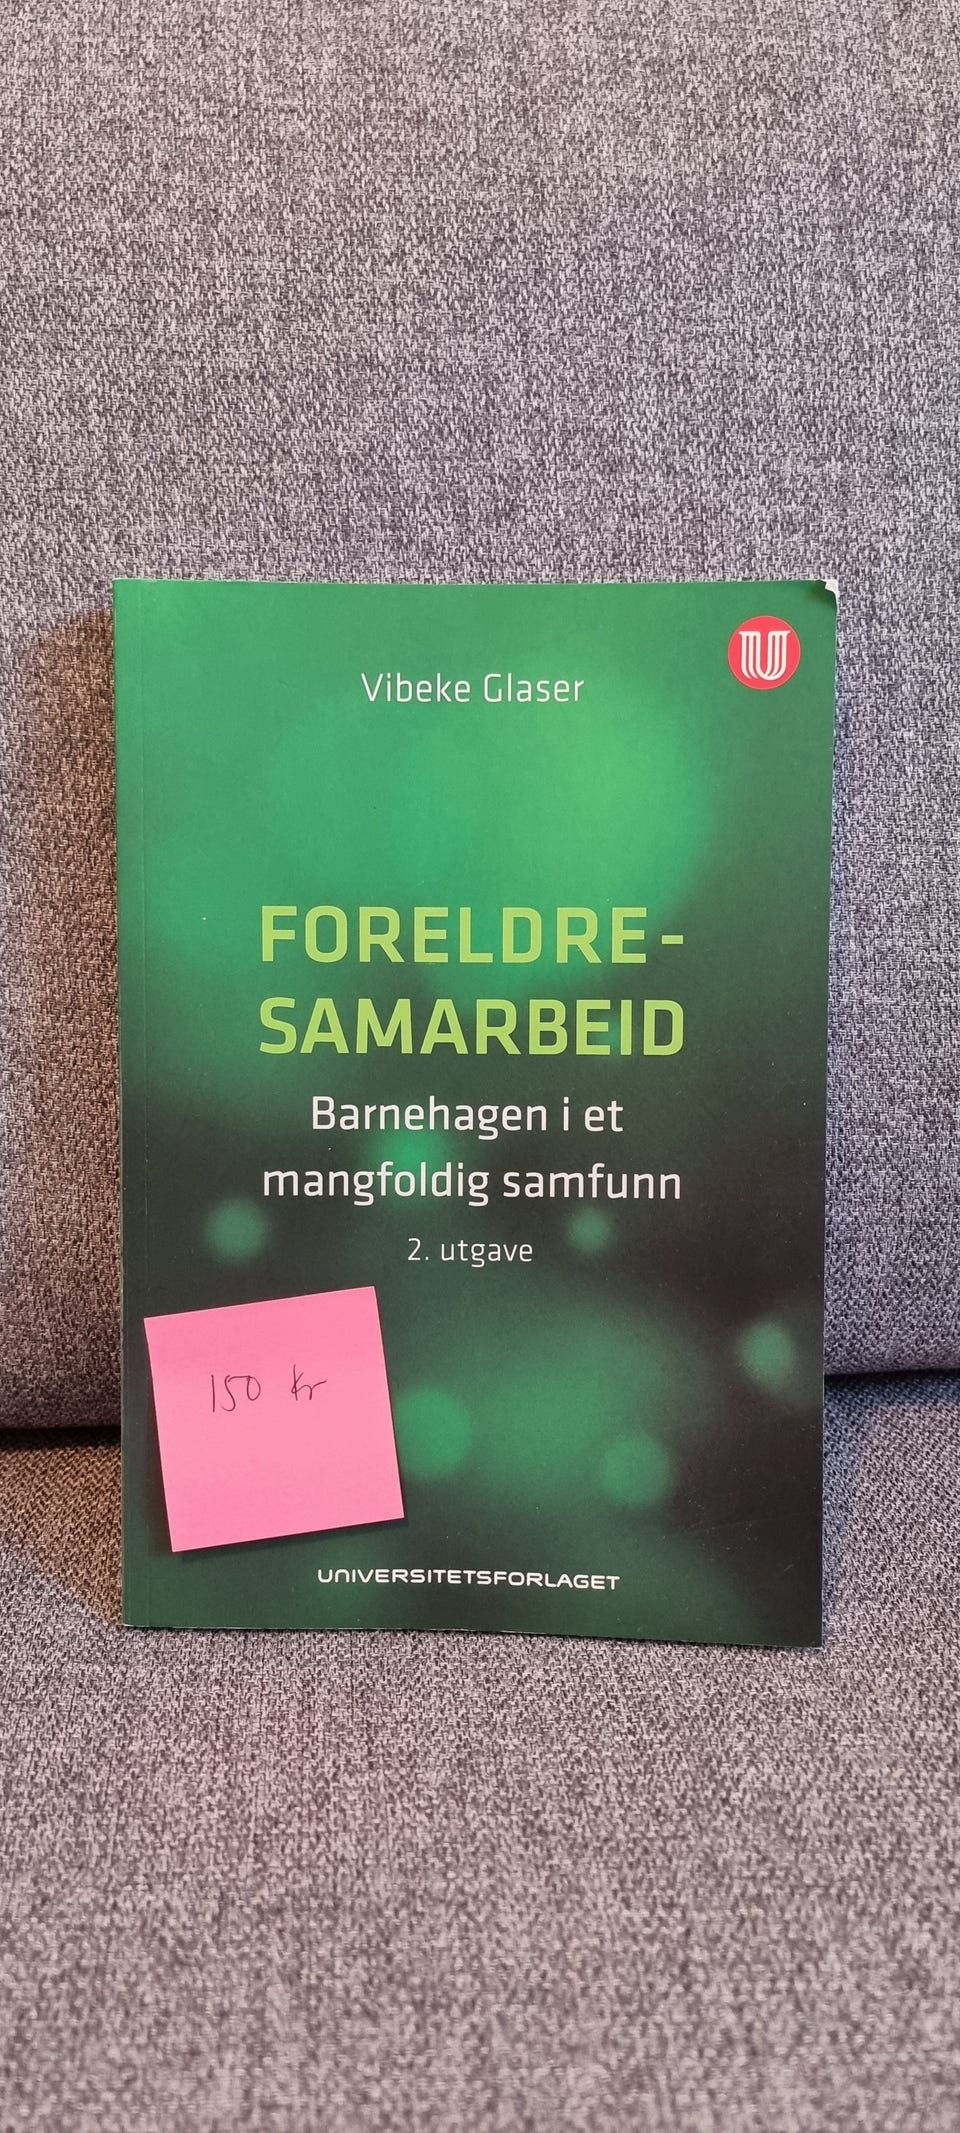 Vibeke Glaser
FORELDRE-
SAMARBEID
Barnehagen i et
mangfoldig samfunn
2. utgave
150 kr
UNIVERSITETSFORLAGET